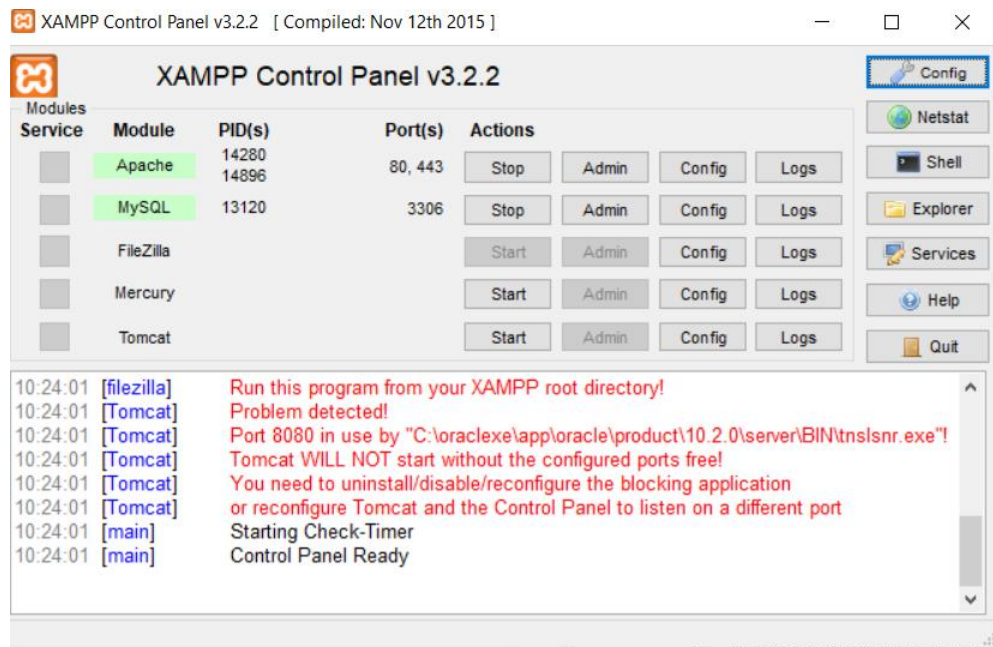 XAMPP Control Panel v3.2.2 [ Compiled: Nov 12th 2015 ]
XAMPP Control Panel v3.2.2
Config
Modules
Service Module PID(s) Port(s) Actions
Netstat
Apache 14280 14896 80, 443 Stop Admin Config Logs
Shell
MySQL 13120 3306 Stop Admin Config Logs
Explorer
FileZilla Start Admin Config Logs
Services
Mercury Start Admin Config Logs
Help
Tomcat Start Admin Config Logs
Quit
10:24:01 [filezilla] Run this program from your XAMPP root directory!
10:24:01 [Tomcat] Problem detected!
10:24:01 [Tomcat] Port 8080 in use by "C:\oraclexe\app\oracle\product\10.2.0\server\BIN\tnslsnr.exe"!
10:24:01 [Tomcat] Tomcat WILL NOT start without the configured ports free!
10:24:01 [Tomcat] You need to uninstall/disable/reconfigure the blocking application
10:24:01 [Tomcat] or reconfigure Tomcat and the Control Panel to listen on a different port
10:24:01 [main] Starting Check-Timer
10:24:01 [main] Control Panel Ready